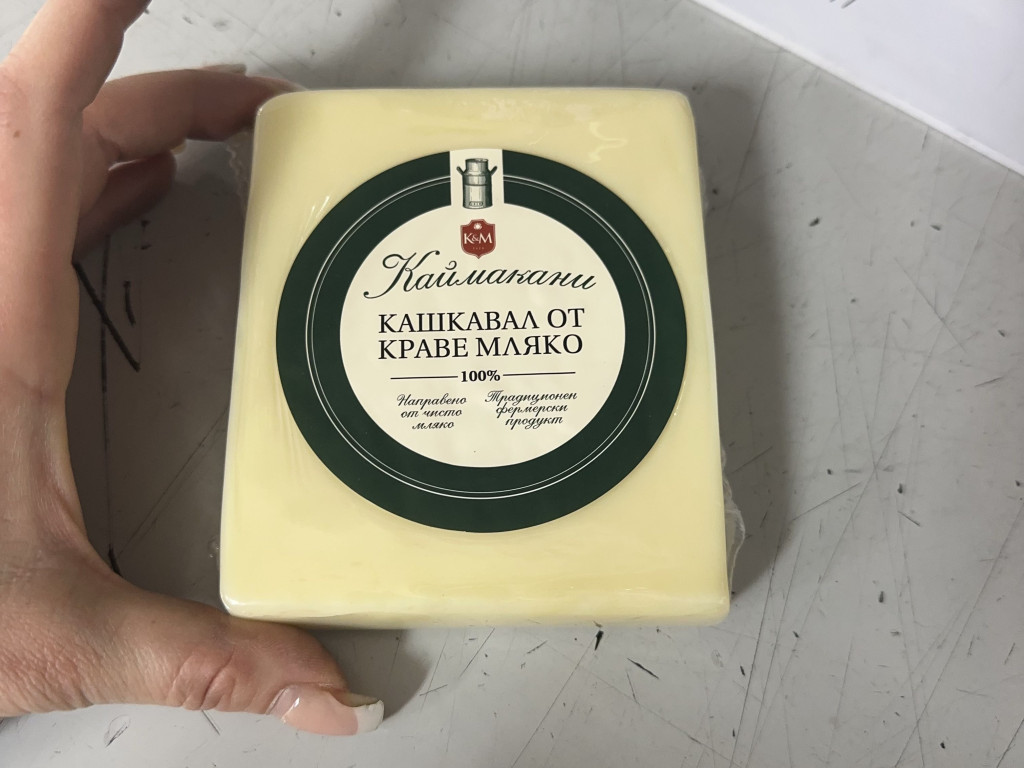 K&M
Каймакани
КАШКАВАЛ ОТ
КРАВЕ МЛЯКО
100%
Направено
от чисто
мляко
Традиционен
фермерски
продукт